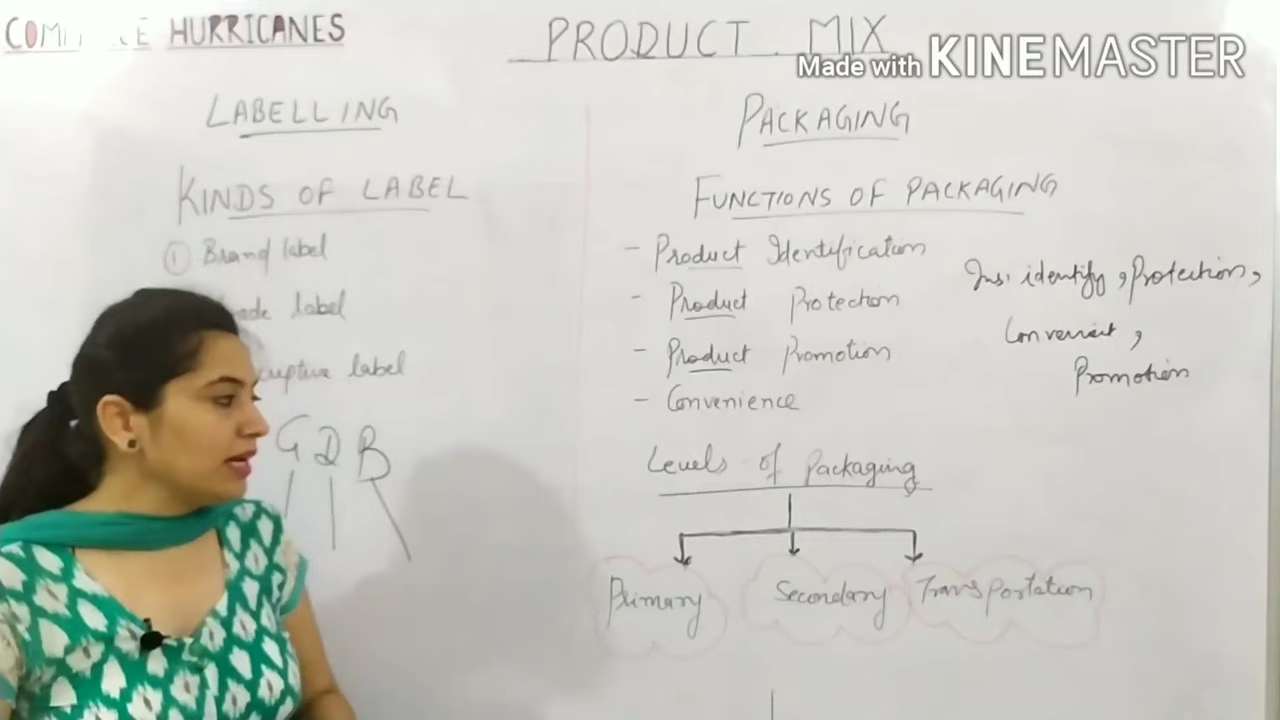 HURRICANES
PRODUCT MIX
Made with KINEMASTER
LABELLING
KINDS OF LABEL
① Brand label
label
label
G D B
PACKAGING
FUNCTIONS OF PACKAGING
- Product Identification
- Product Protection
- Product Promotion
- Convenience
identify, Protection,
Promotion
Levels of Packaging
Primary Secondary Transportation